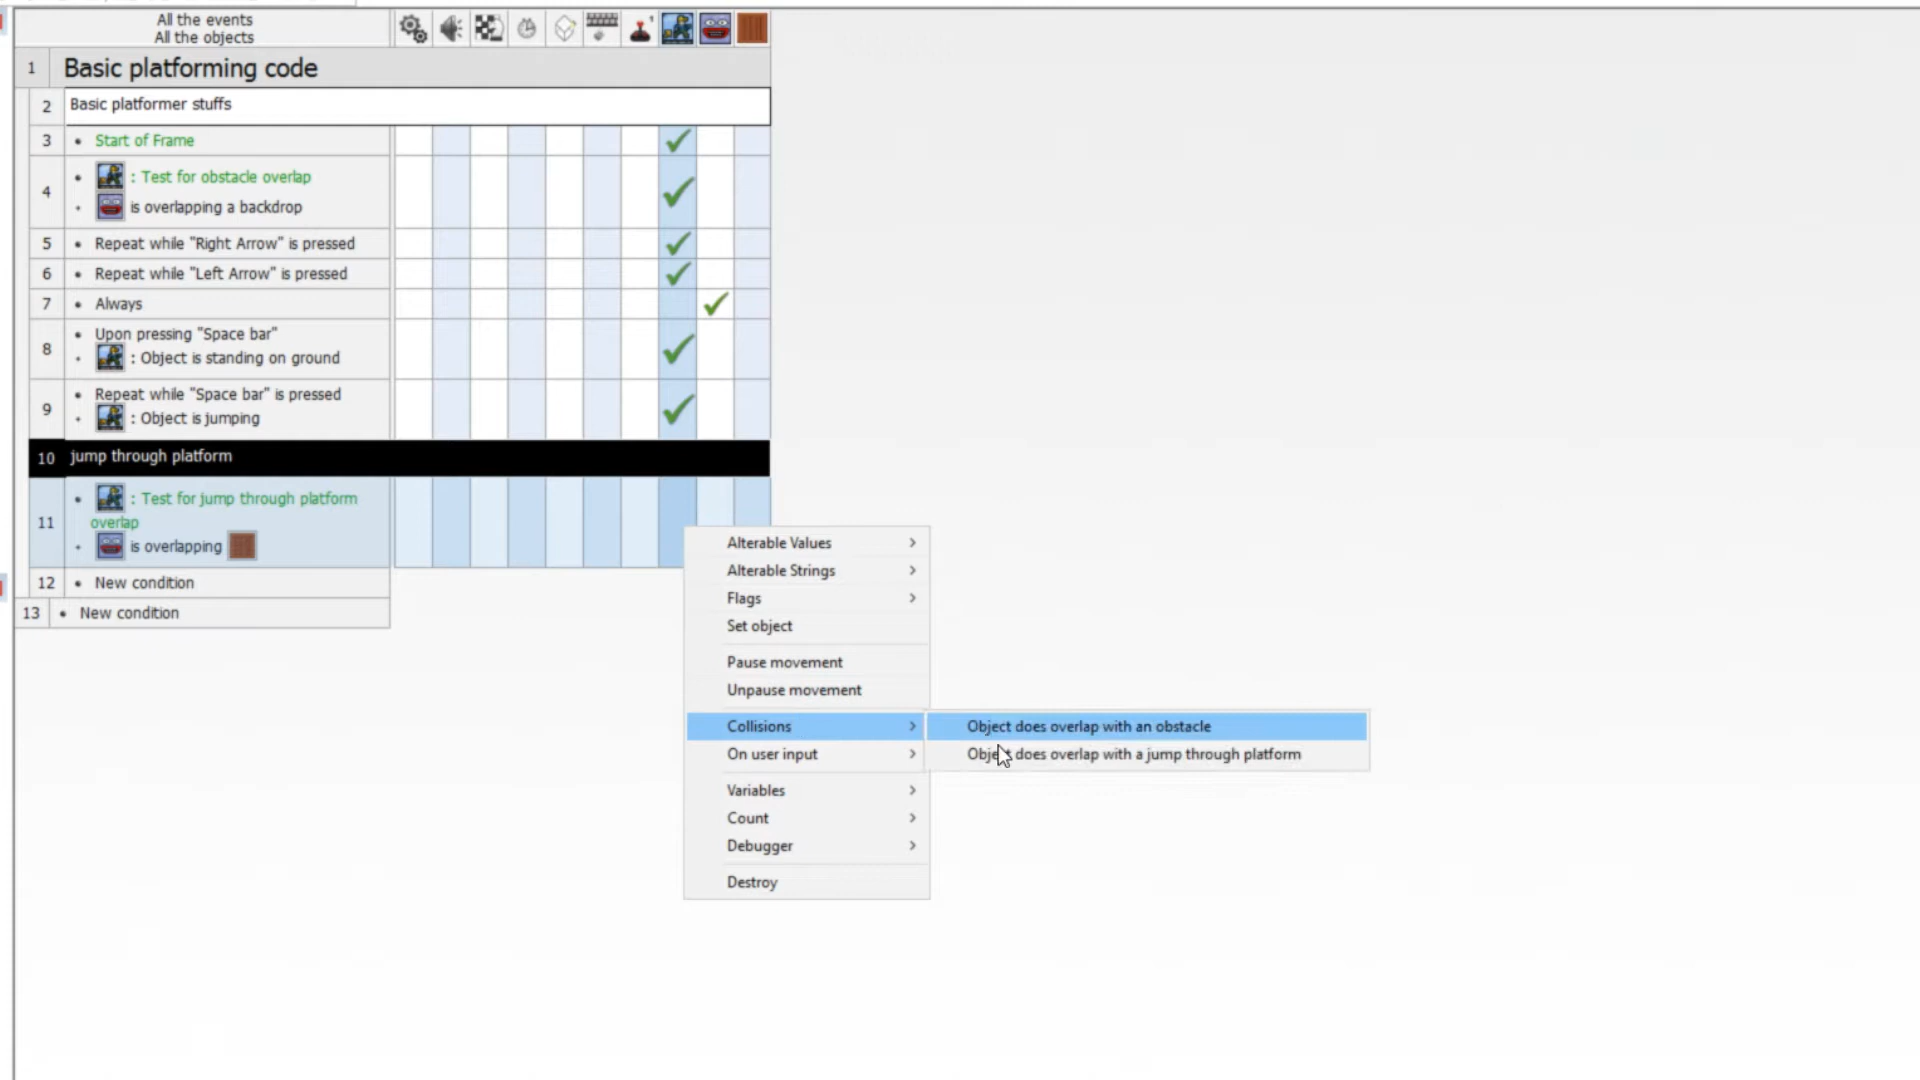 All the events
All the objects
1 Basic platforming code
2 Basic platformer stuffs
3 • Start of Frame
4 • : Test for obstacle overlap
• is overlapping a backdrop
5 • Repeat while "Right Arrow" is pressed
6 • Repeat while "Left Arrow" is pressed
7 • Always
8 • Upon pressing "Space bar"
• : Object is standing on ground
9 • Repeat while "Space bar" is pressed
• : Object is jumping
10 jump through platform
11 • : Test for jump through platform
overlap
• is overlapping
12 • New condition
13 • New condition
Alterable Values
Alterable Strings
Flags
Set object
Pause movement
Unpause movement
Collisions
On user input
Variables
Count
Debugger
Destroy
Object does overlap with an obstacle
Object does overlap with a jump through platform